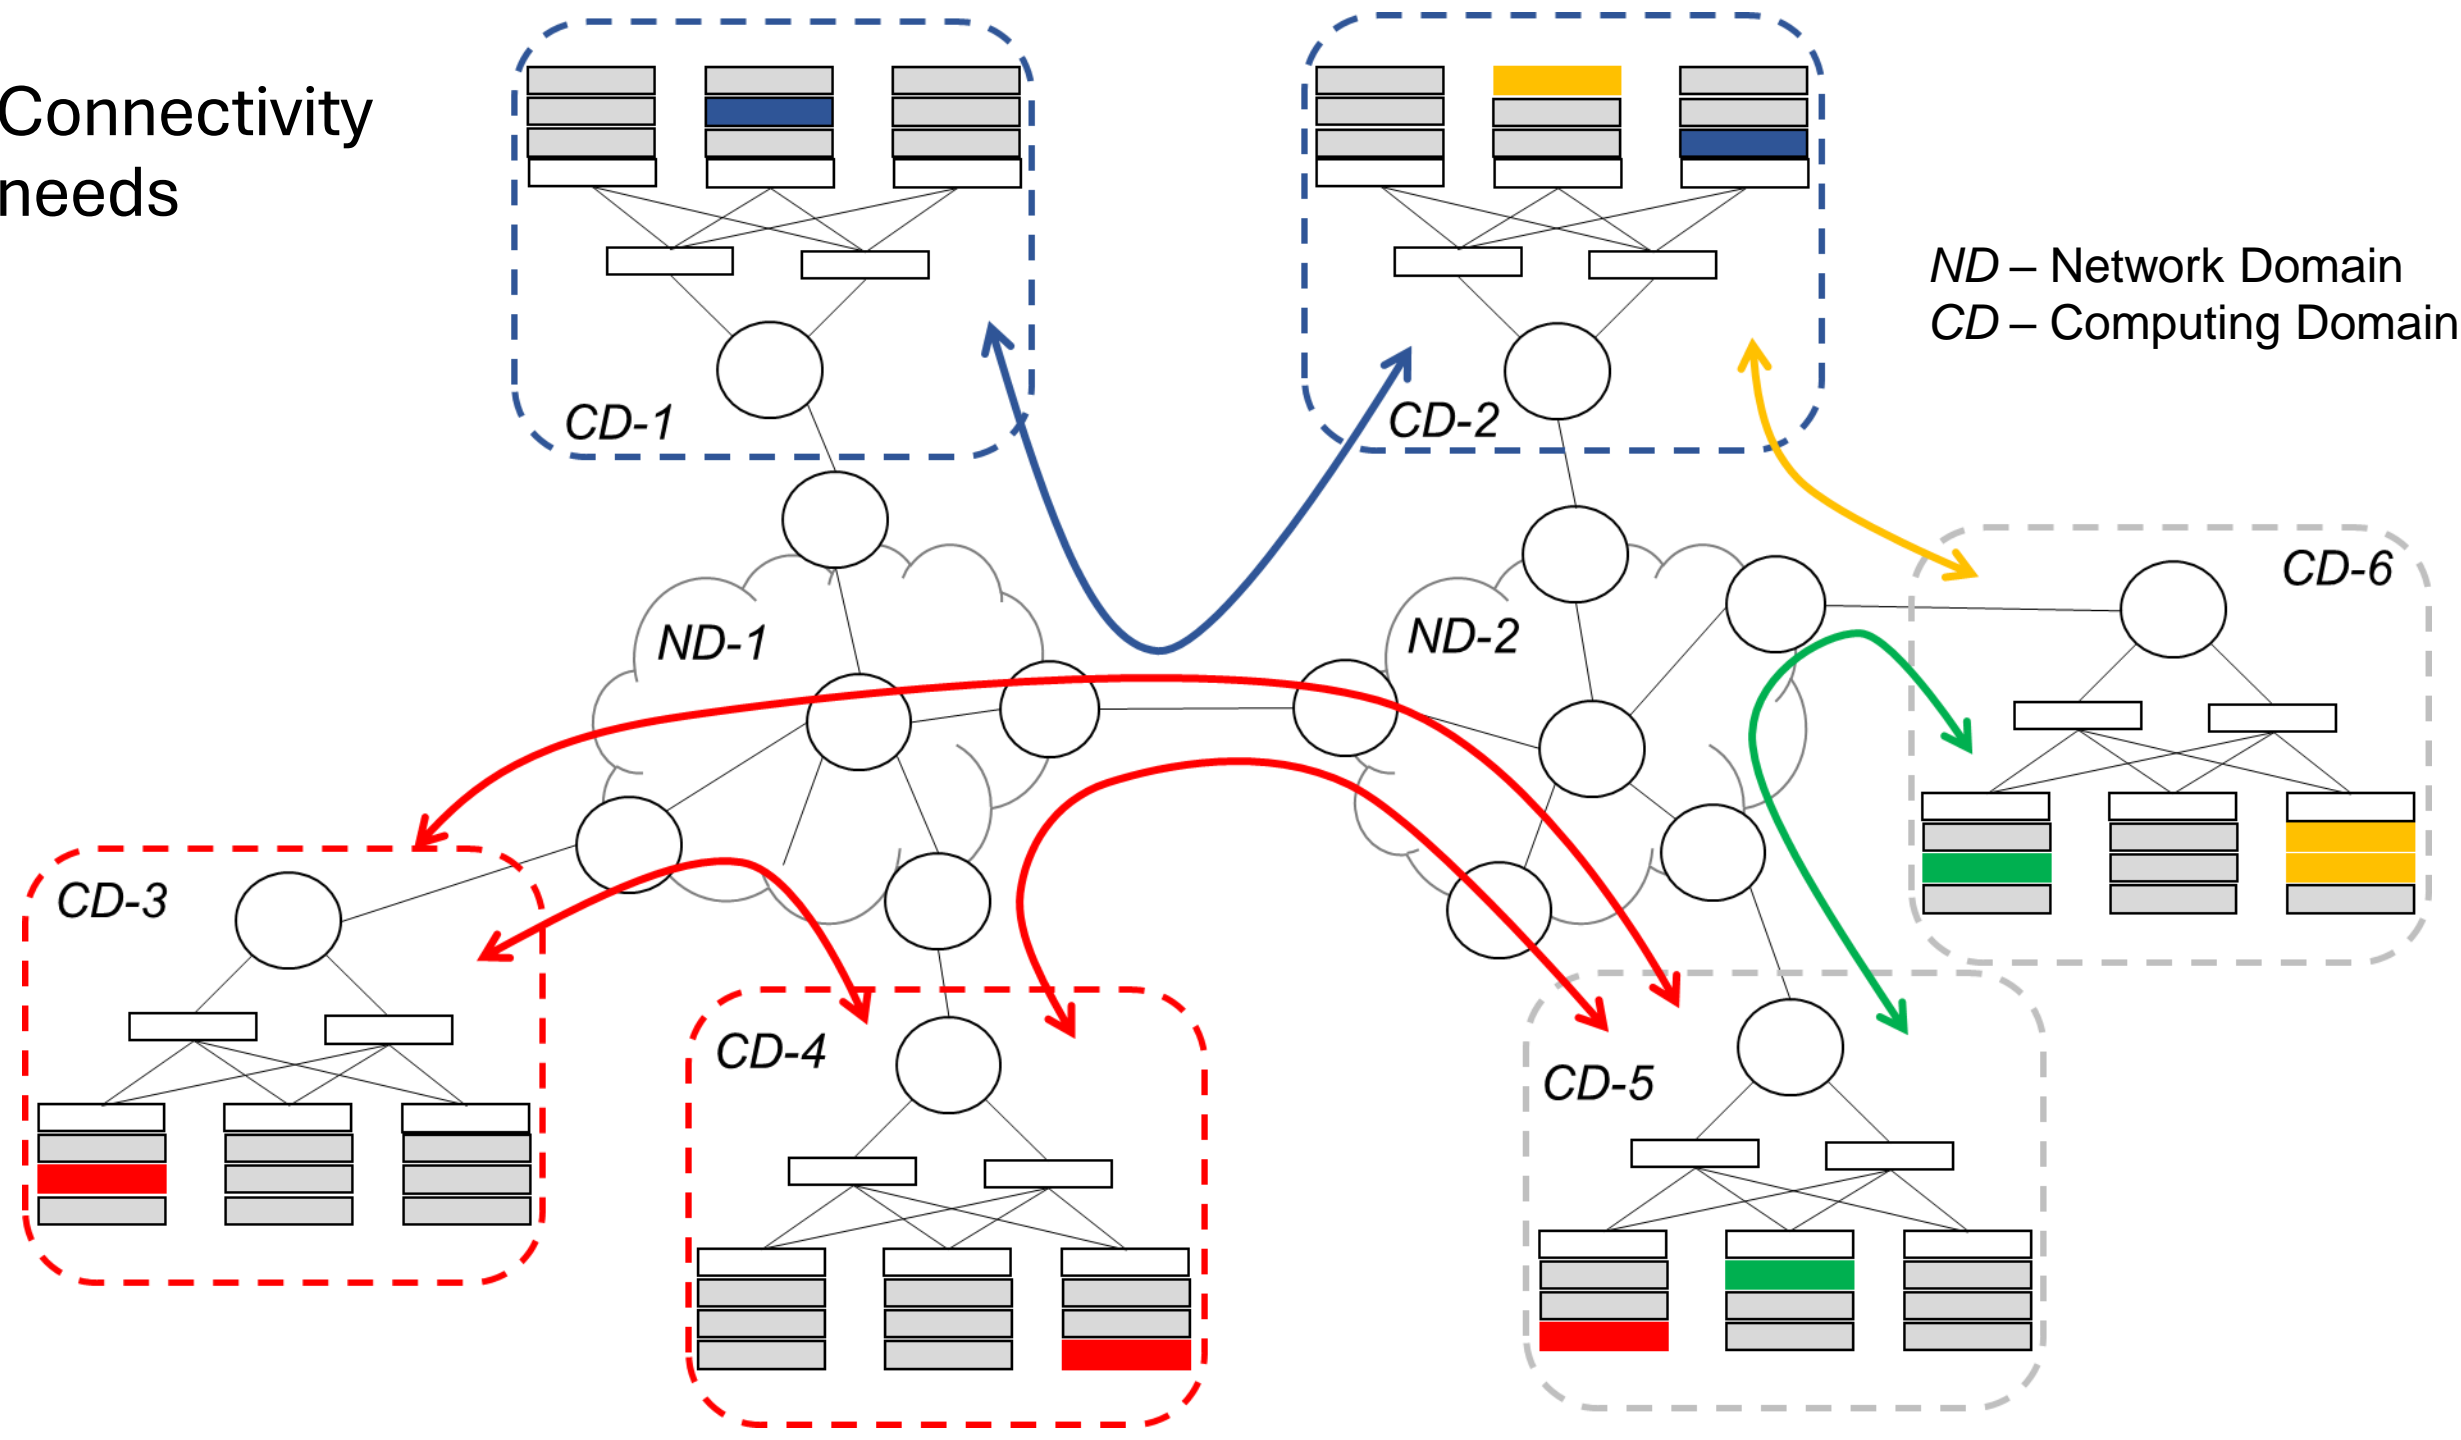 Connectivity
needs
ND – Network Domain
CD – Computing Domain
CD-1
CD-2
CD-6
ND-1
ND-2
CD-3
CD-4
CD-5